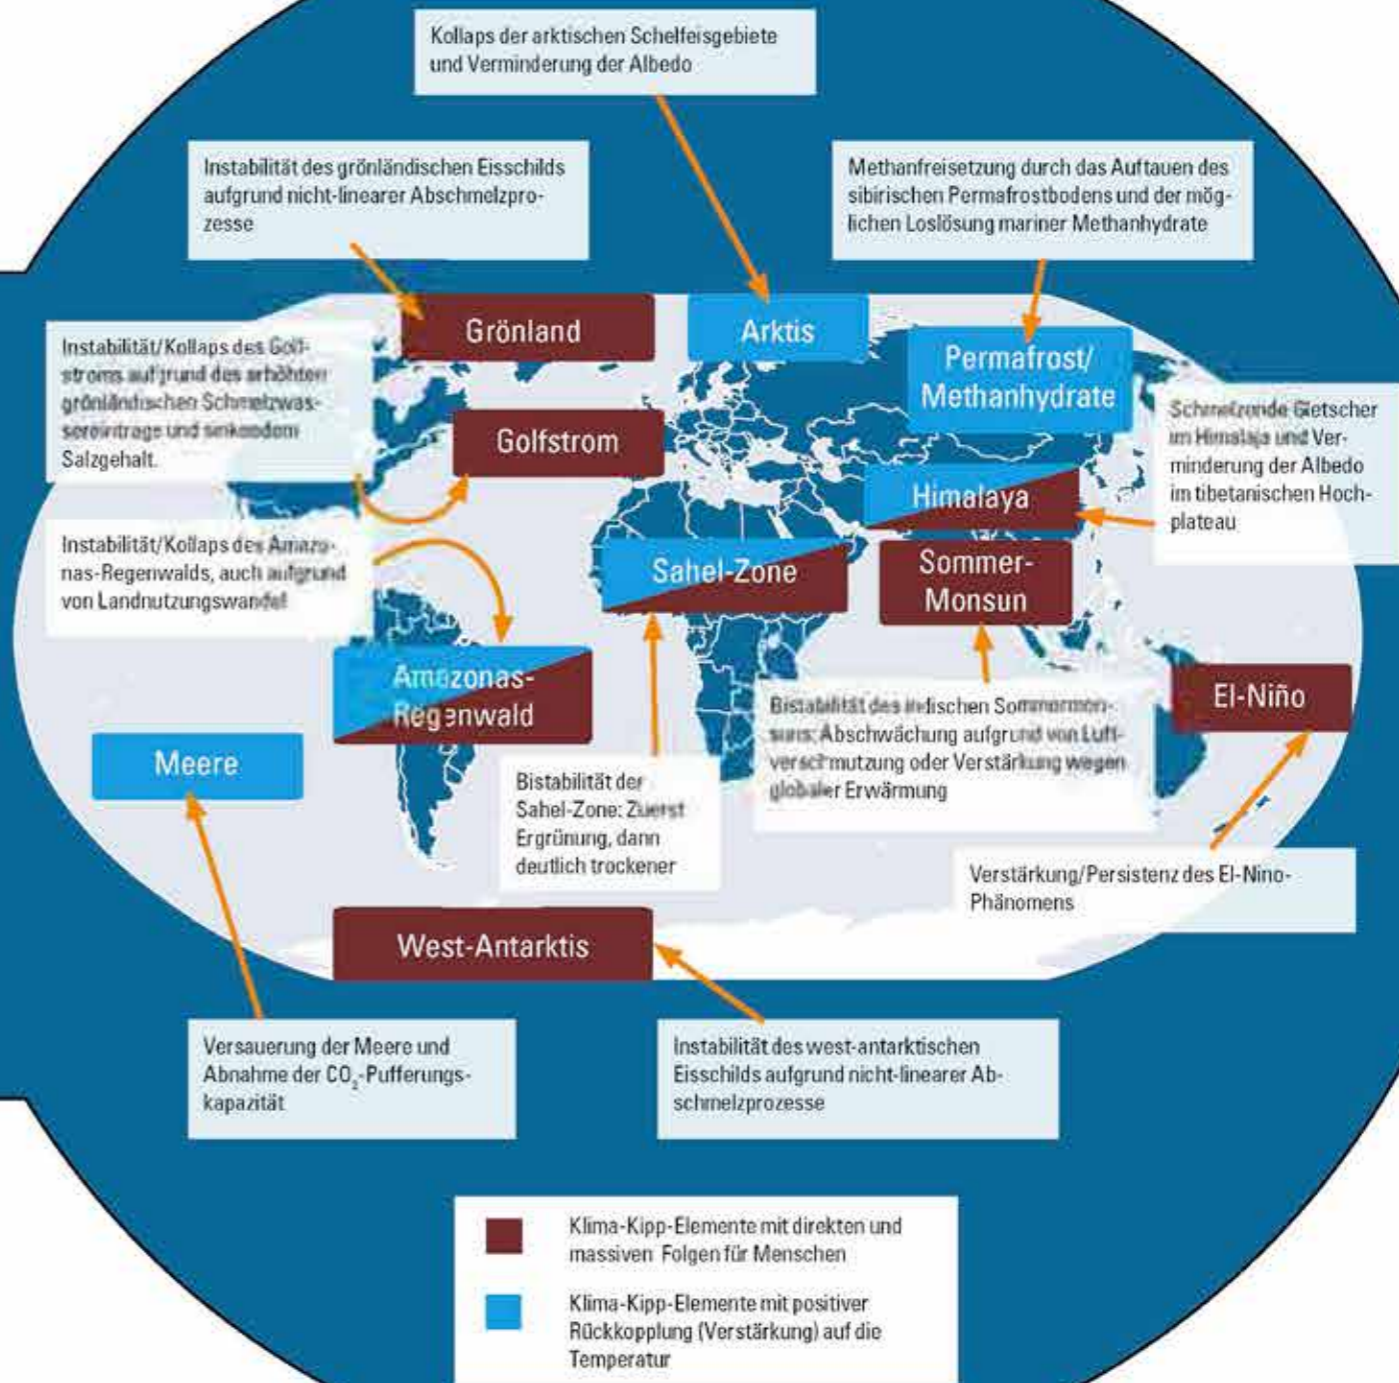 Kollaps der arktischen Schelfeisgebiete
und Verminderung der Albedo
Instabilität des grönländischen Eisschilds
aufgrund nicht-linearer Abschmelzpro-
zesse
Methanfreisetzung durch das Auftauen des
sibirischen Permafrostbodens und der mög-
lichen Loslösung mariner Methanhydrate
Grönland
Arktis
Permafrost/
Methanhydrate
Instabilität/Kollaps des Golf-
stroms aufgrund des erhöhten
grönländischen Schmelzwas-
sereintrags und sinkendem
Salzgehalt.
Golfstrom
Schmelzende Gletscher
im Himalaja und Ver-
minderung der Albedo
im tibetanischen Hoch-
plateau
Himalaya
Instabilität/Kollaps des Amazo-
nas-Regenwalds, auch aufgrund
von Landnutzungswandel
Sahel-Zone
Sommer-
Monsun
Amazonas-
Regenwald
El-Niño
Meere
Bistabilität der
Sahel-Zone: Zuerst
Ergrünung, dann
deutlich trockener
Bistabilität des indischen Sommermon-
suns: Abschwächung aufgrund von Luft-
verschmutzung oder Verstärkung wegen
globaler Erwärmung
Verstärkung/Persistenz des El-Nino-
Phänomens
West-Antarktis
Versauerung der Meere und
Abnahme der CO₂-Pufferungs-
kapazität
Instabilität des west-antarktischen
Eisschilds aufgrund nicht-linearer Ab-
schmelzprozesse
Klima-Kipp-Elemente mit direkten und
massiven Folgen für Menschen
Klima-Kipp-Elemente mit positiver
Rückkopplung (Verstärkung) auf die
Temperatur